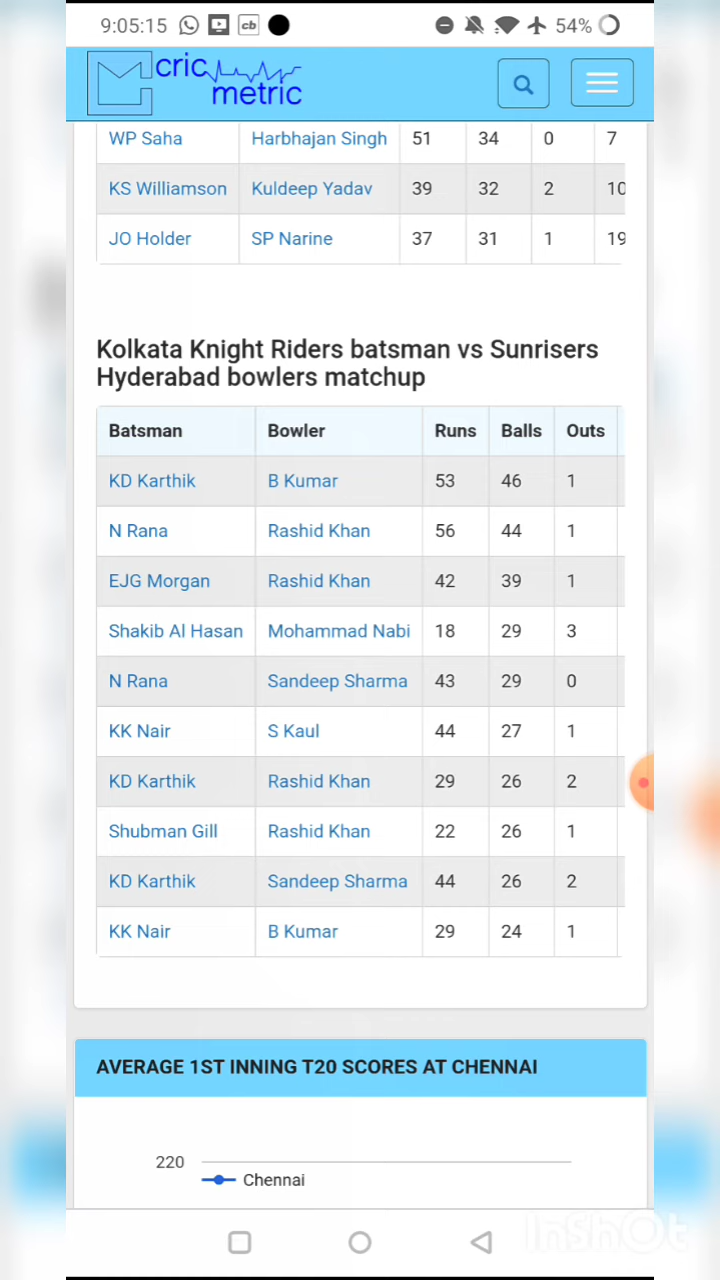 9:05:15 cb 54%
cric
metric
WP Saha Harbhajan Singh 51 34 0 7
KS Williamson Kuldeep Yadav 39 32 2 10
JO Holder SP Narine 37 31 1 19
Kolkata Knight Riders batsman vs Sunrisers
Hyderabad bowlers matchup
Batsman Bowler Runs Balls Outs
KD Karthik B Kumar 53 46 1
N Rana Rashid Khan 56 44 1
EJG Morgan Rashid Khan 42 39 1
Shakib Al Hasan Mohammad Nabi 18 29 3
N Rana Sandeep Sharma 43 29 0
KK Nair S Kaul 44 27 1
KD Karthik Rashid Khan 29 26 2
Shubman Gill Rashid Khan 22 26 1
KD Karthik Sandeep Sharma 44 26 2
KK Nair B Kumar 29 24 1
AVERAGE 1ST INNING T20 SCORES AT CHENNAI
220
Chennai
InShOt